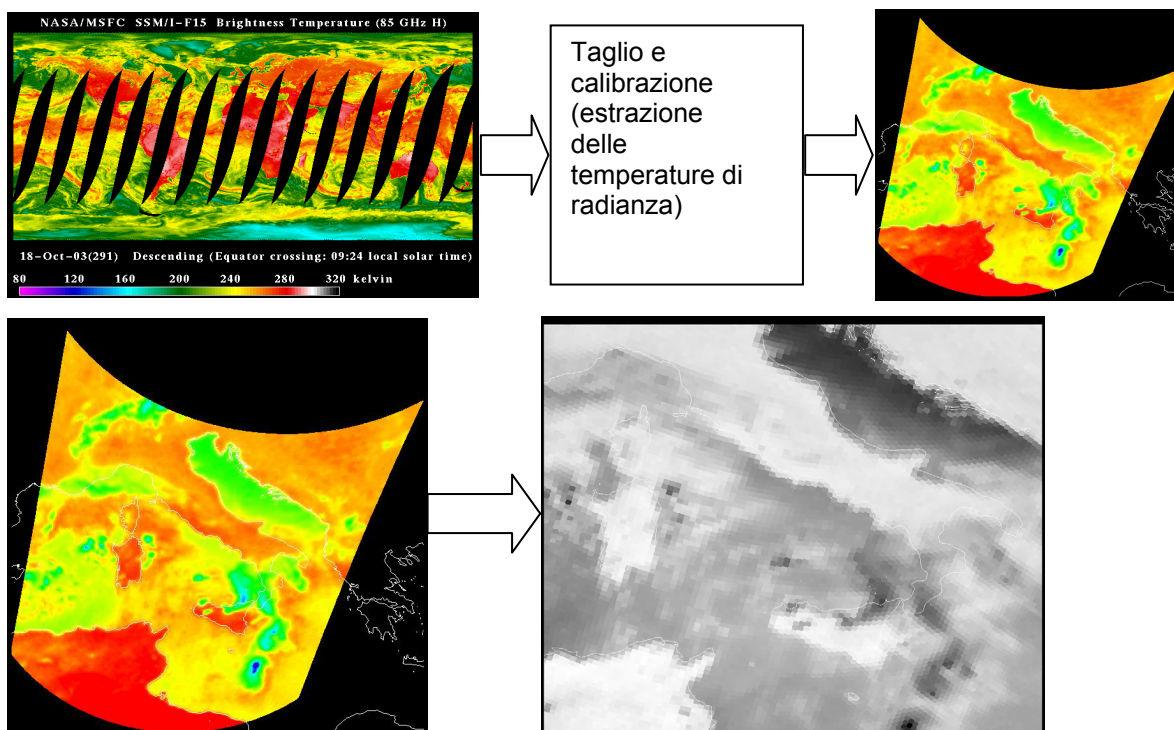 NASA/MSFC SSM/I-F15 Brightness Temperature (85 GHz H)
18-Oct-03(291) Descending (Equator crossing: 09:24 local solar time)
80 120 160 200 240 280 320 kelvin
Taglio e
calibrazione
(estrazione
delle
temperature di
radianza)